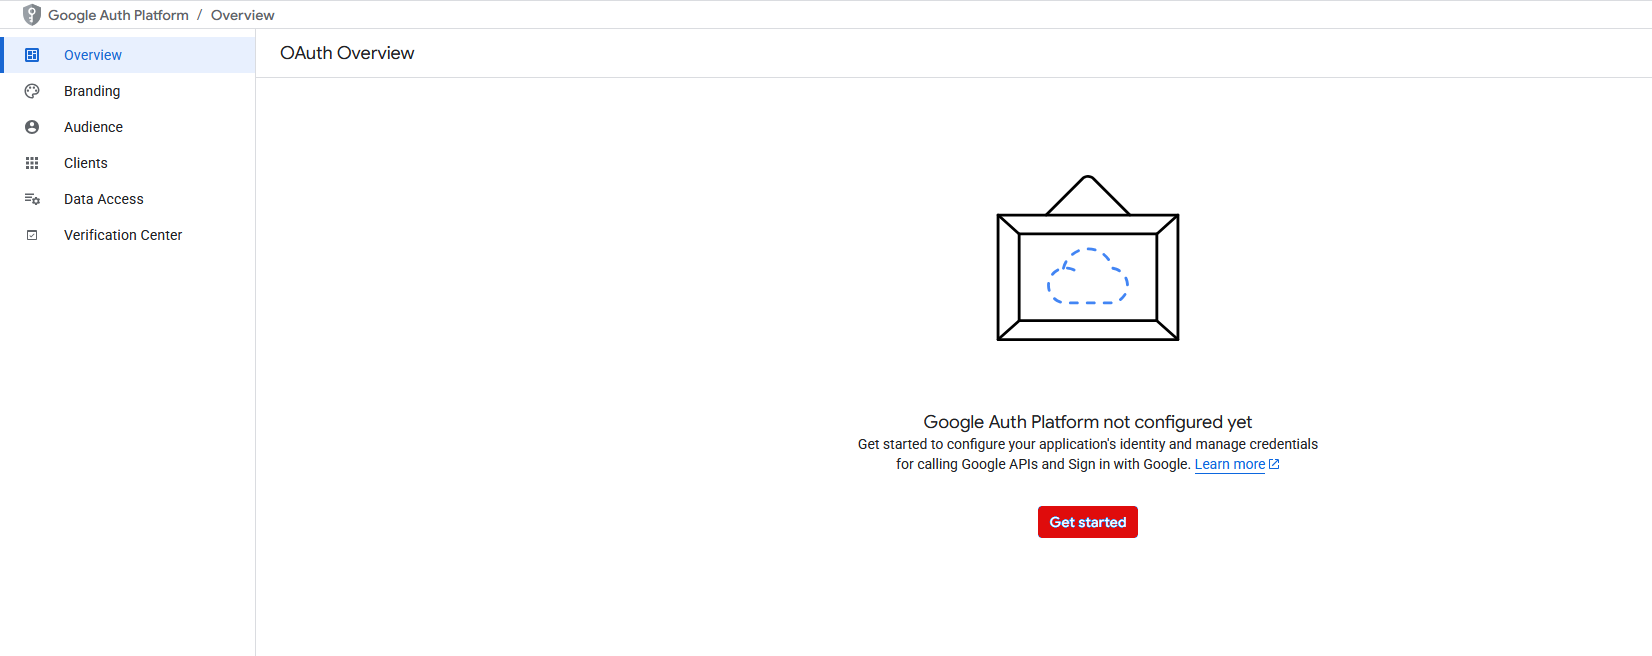 Google Auth Platform / Overview
Overview
Branding
Audience
Clients
Data Access
Verification Center
OAuth Overview
Google Auth Platform not configured yet
Get started to configure your application's identity and manage credentials
for calling Google APIs and Sign in with Google. Learn more
Get started